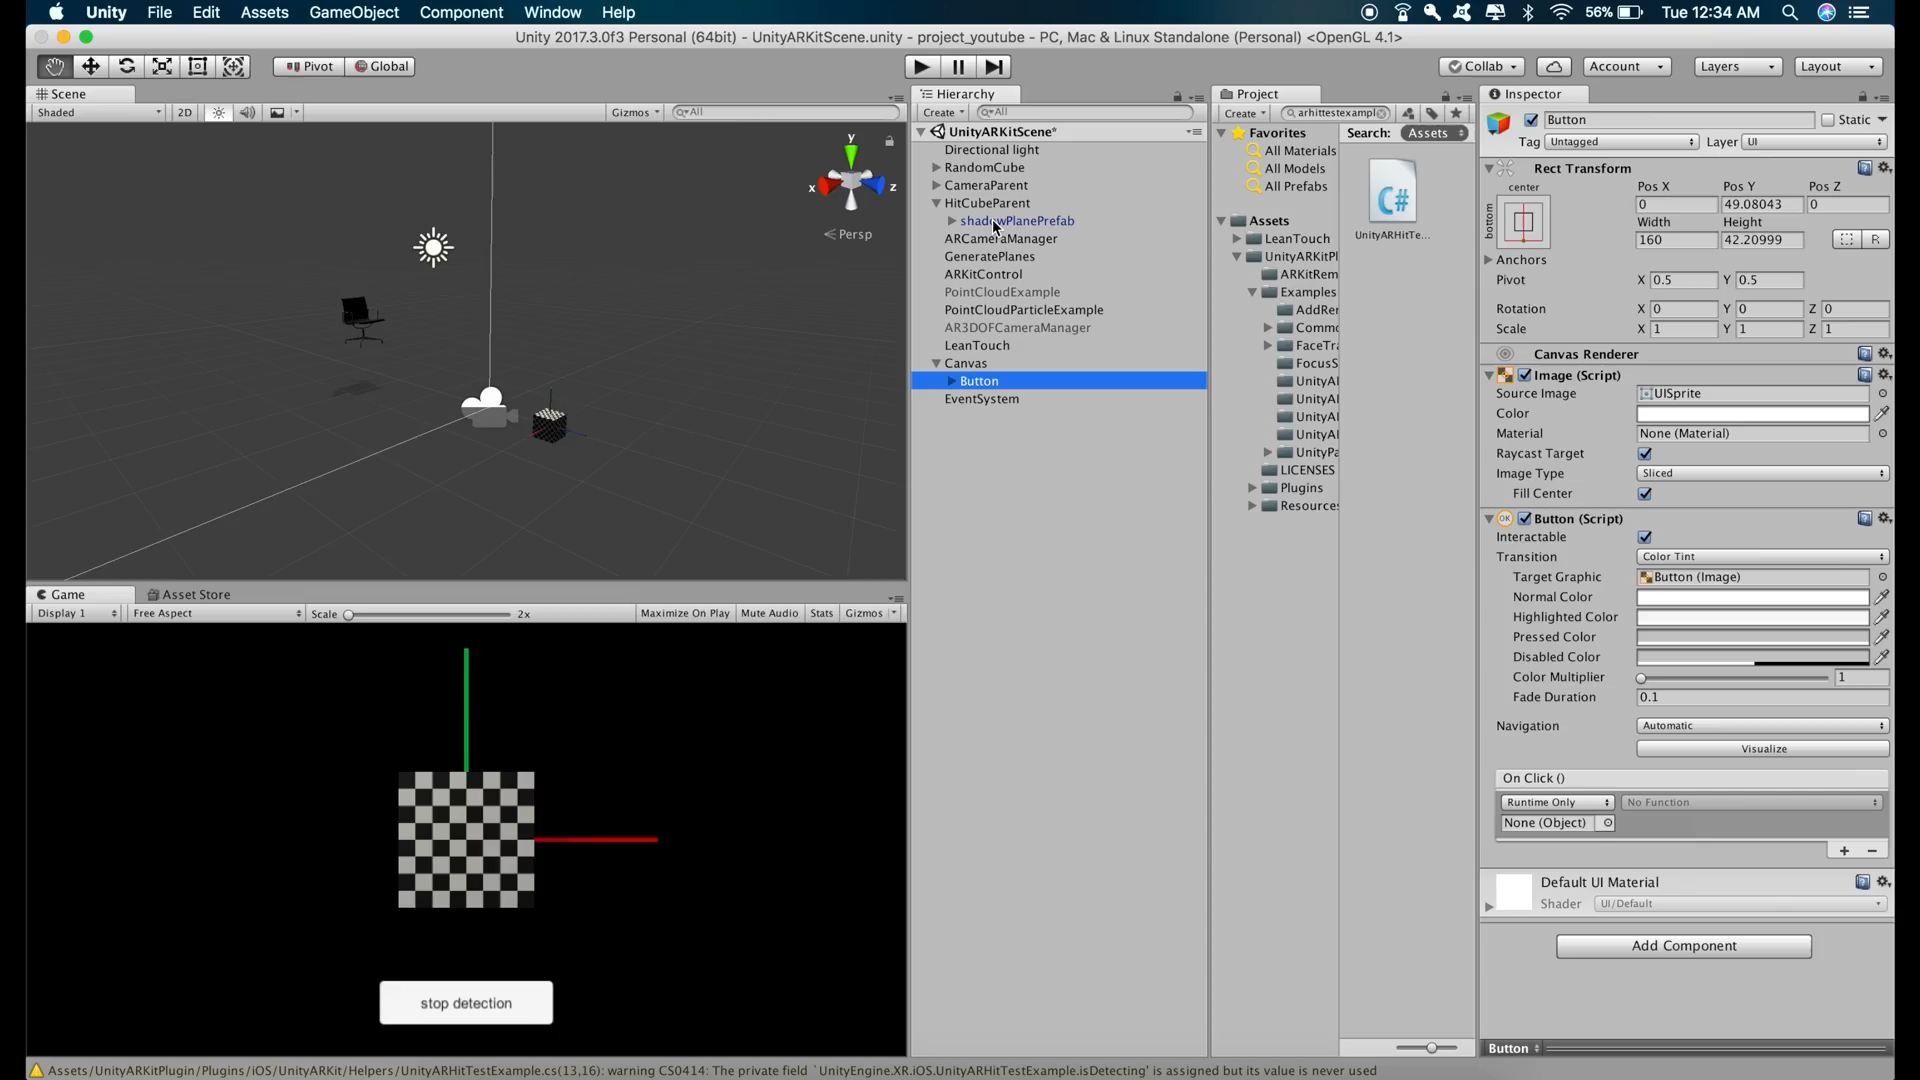 Unity File Edit Assets GameObject Component Window Help 56% Tue 12:34 AM
Unity 2017.3.0f3 Personal (64bit) - UnityARKitScene.unity - project_youtube - PC, Mac & Linux Standalone (Personal) <OpenGL 4.1>
Pivot Global Collab Account Layers Layout
Scene
Shaded 2D Gizmos All
y
x z
Persp
Game Asset Store
Display 1 Free Aspect Scale 2x Maximize On Play Mute Audio Stats Gizmos
stop detection
Hierarchy
Create All
UnityARKitScene*
Directional light
RandomCube
CameraParent
HitCubeParent
shadowPlanePrefab
ARCameraManager
GeneratePlanes
ARKitControl
PointCloudExample
PointCloudParticleExample
AR3DOFCameraManager
LeanTouch
Canvas
Button
EventSystem
Project
Create arhittestexampl
Favorites
All Materials
All Models
All Prefabs
Assets
LeanTouch
UnityARKitPl
ARKitRem
Examples
AddRer
Commo
FaceTra
FocusS
UnityAI
UnityAI
UnityAI
UnityAI
UnityPa
LICENSES
Plugins
Resources
Search: Assets
C#
UnityARHitTe...
Inspector
Button Static
Tag Untagged Layer UI
Rect Transform
center Pos X Pos Y Pos Z
bottom 0 49.08043 0
Width Height
160 42.20999 R
Anchors
Pivot X 0.5 Y 0.5
Rotation X 0 Y 0 Z 0
Scale X 1 Y 1 Z 1
Canvas Renderer
Image (Script)
Source Image UISprite
Color
Material None (Material)
Raycast Target
Image Type Sliced
Fill Center
OK Button (Script)
Interactable
Transition Color Tint
Target Graphic Button (Image)
Normal Color
Highlighted Color
Pressed Color
Disabled Color
Color Multiplier 1
Fade Duration 0.1
Navigation Automatic
Visualize
On Click ()
Runtime Only No Function
None (Object)
+ −
Default UI Material
Shader UI/Default
Add Component
Button
Assets/UnityARKitPlugin/Plugins/iOS/UnityARKit/Helpers/UnityARHitTestExample.cs(13,16): warning CS0414: The private field `UnityEngine.XR.iOS.UnityARHitTestExample.isDetecting' is assigned but its value is never used